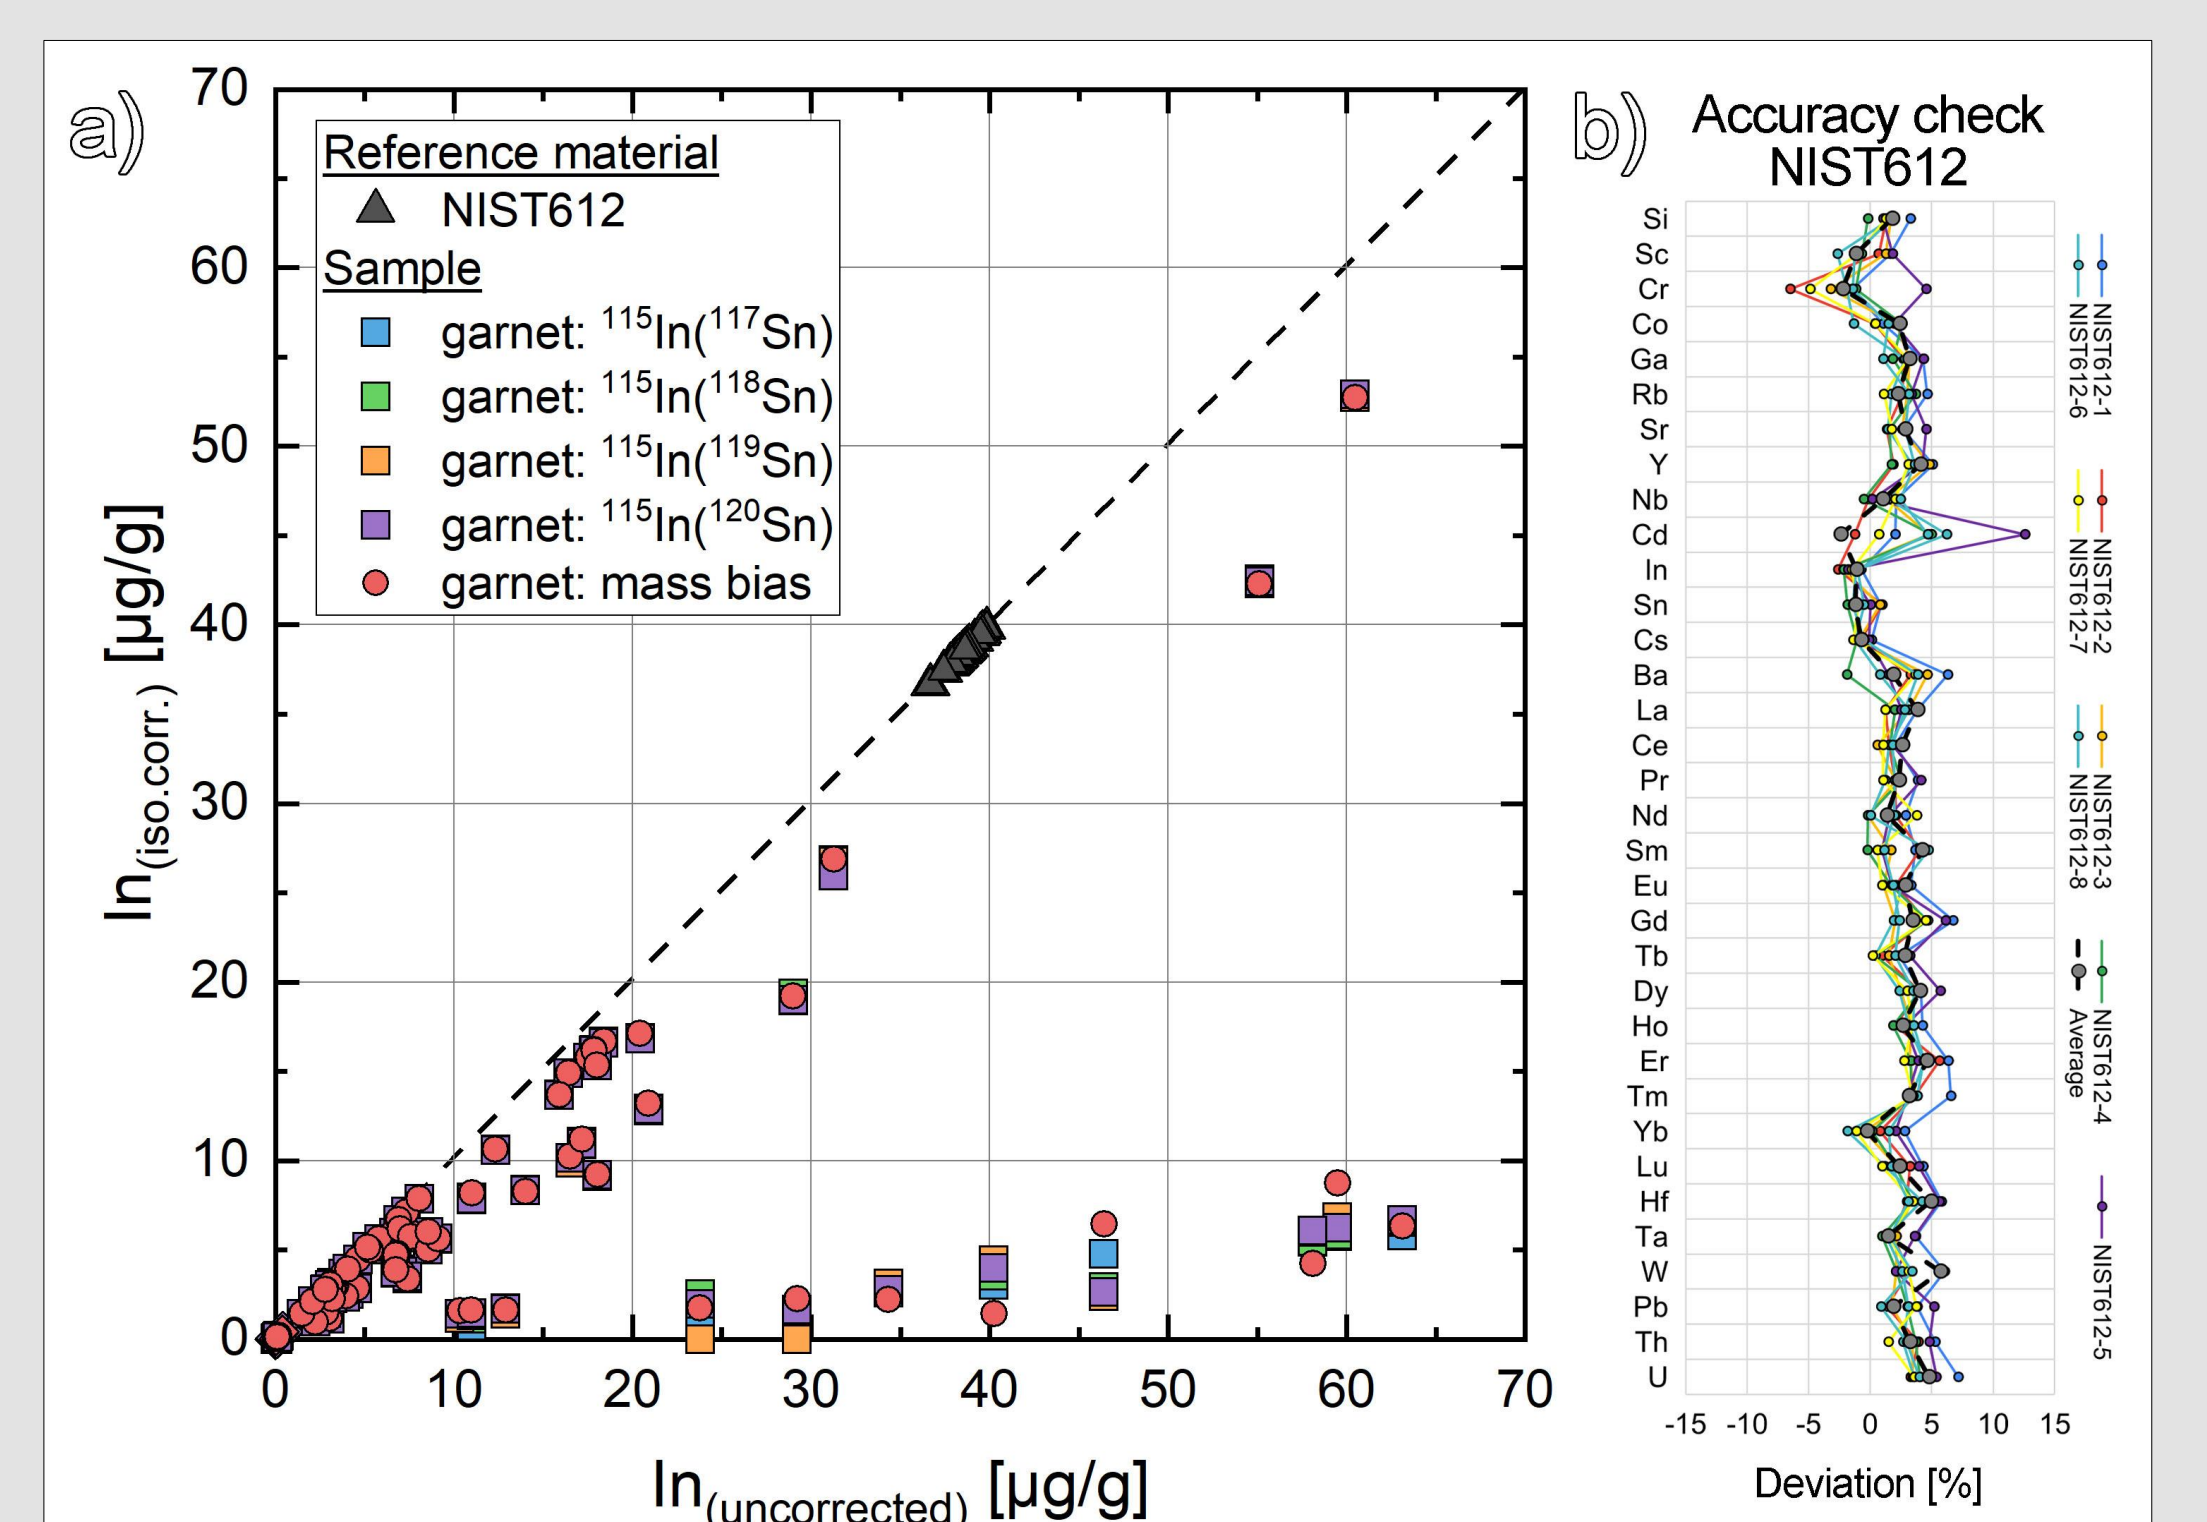 a)
70
60
50
40
30
20
10
0
In(iso.corr.) [µg/g]
Reference material
NIST612
Sample
garnet: ¹¹⁵In(¹¹⁷Sn)
garnet: ¹¹⁵In(¹¹⁸Sn)
garnet: ¹¹⁵In(¹¹⁹Sn)
garnet: ¹¹⁵In(¹²⁰Sn)
garnet: mass bias
0 10 20 30 40 50 60 70
In(uncorrected) [µg/g]
b)
Accuracy check
NIST612
Si
Sc
Cr
Co
Ga
Rb
Sr
Y
Nb
Cd
In
Sn
Cs
Ba
La
Ce
Pr
Nd
Sm
Eu
Gd
Tb
Dy
Ho
Er
Tm
Yb
Lu
Hf
Ta
W
Pb
Th
U
-15 -10 -5 0 5 10 15
Deviation [%]
NIST612-1
NIST612-2
NIST612-3
NIST612-4
NIST612-5
NIST612-6
NIST612-7
NIST612-8
Average